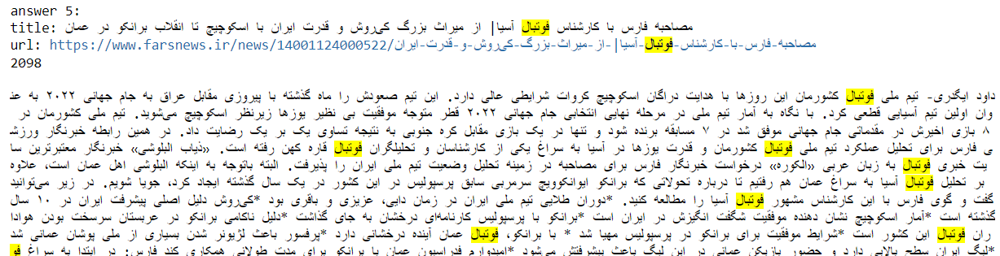 answer 5:
title: مصاحبه فارس با کارشناس فوتبال آسیا| از میراث بزرگ کی‌روش و قدرت ایران با اسکوچیچ تا انقلاب برانکو در عمان
url: https://www.farsnews.ir/news/14001124000522/مصاحبه-فارس-با-کارشناس-فوتبال-آسیا|-از-میراث-بزرگ-کی‌روش-و-قدرت-ایران
2098
داود ایگدری- تیم ملی فوتبال کشورمان این روزها با هدایت دراگان اسکوچیچ کروات شرایطی عالی دارد. این تیم صعودش را ماه گذشته با پیروزی مقابل عراق به جام جهانی ۲۰۲۲ به عن
وان اولین تیم آسیایی قطعی کرد. با نگاه به آمار تیم ملی در مرحله نهایی انتخابی جام جهانی ۲۰۲۲ قطر متوجه موفقیت بی نظیر یوزها زیرنظر اسکوچیچ می‌شوید. تیم ملی کشورمان در
۸ بازی اخیرش در مقدماتی جام جهانی موفق شد در ۷ مسابقه برنده شود و تنها در یک بازی مقابل کره جنوبی به نتیجه تساوی یک بر یک رضایت داد. در همین رابطه خبرنگار ورزش
ی فارس برای تحلیل عملکرد تیم ملی فوتبال کشورمان و قدرت یوزها در آسیا به سراغ یکی از کارشناسان و تحلیلگران فوتبال قاره کهن رفته است. «ذیاب البلوشی» خبرنگار معتبرترین سا
یت خبری فوتبال به زبان عربی «الکوره» درخواست خبرنگار فارس برای مصاحبه در زمینه تحلیل وضعیت تیم ملی ایران را پذیرفت. البته باتوجه به اینکه البلوشی اهل عمان است، علاوه
بر تحلیل فوتبال آسیا به سراغ عمان هم رفتیم تا درباره تحولاتی که برانکو ایوانکوویچ سرمربی سابق پرسپولیس در این کشور در یک سال گذشته ایجاد کرد، جویا شویم. در زیر می‌توانید
گفت و گوی فارس با این کارشناس مشهور فوتبال آسیا را مطالعه کنید. *دوران طلایی تیم ملی ایران در زمان دایی، عزیزی و باقری بود *کی‌روش دلیل اصلی پیشرفت ایران در ۱۰ سال
گذشته است *آمار اسکوچیچ نشان دهنده موفقیت شگفت انگیزش در ایران است *برانکو با پرسپولیس کارنامه‌ای درخشان به جای گذاشت *دلیل ناکامی برانکو در عربستان سرسخت بودن هوادا
ران فوتبال این کشور است *شرایط موفقیت برای برانکو در پرسپولیس مهیا شد * با برانکو، فوتبال عمان آینده درخشانی دارد *پرفسور باعث لژیونر شدن بسیاری از ملی پوشان عمانی شد
*لیگ ایران سطح بالایی دارد و حضور بازیکن عمانی در این لیگ باعث پیشرفتش می‌شود *امیدوارم فدراسیون عمان با برانکو برای مدت طولانی همکاری کند فارس: در ابتدا به سراغ فو